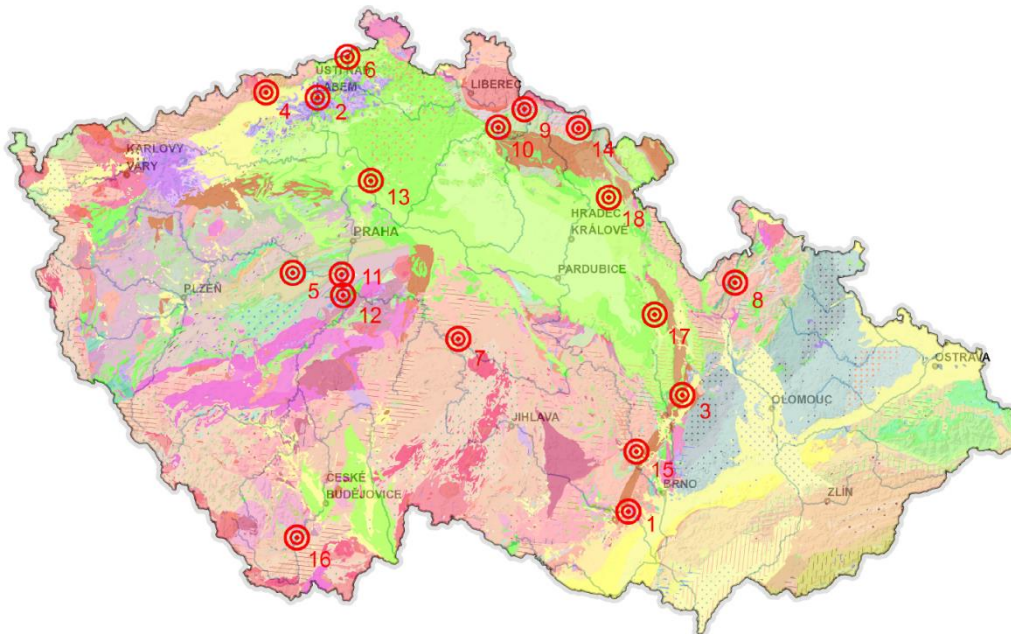 6
ÚSTÍ NAD
LABEM
LIBEREC
4
2
9
10
14
KARLOVY
VARY
13
18
HRADEC
KRÁLOVÉ
PRAHA
5
11
PARDUBICE
8
PLZEŇ
12
17
7
OSTRAVA
3
OLOMOUC
JIHLAVA
15
ČESKÉ
BUDĚJOVICE
BRNO
ZLÍN
1
16